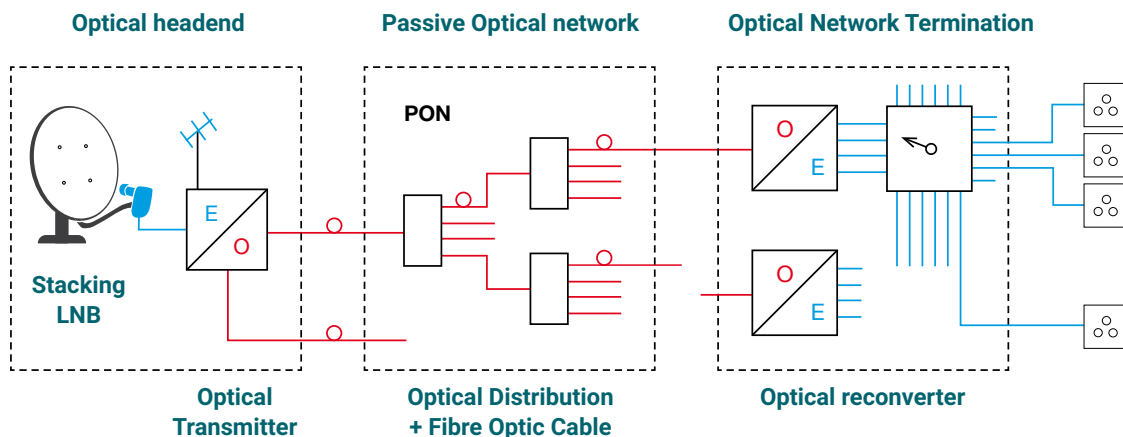 Optical headend
Passive Optical network
Optical Network Termination
PON
O
E
E
O
Stacking
LNB
O
E
Optical
Transmitter
Optical Distribution
+ Fibre Optic Cable
Optical reconverter